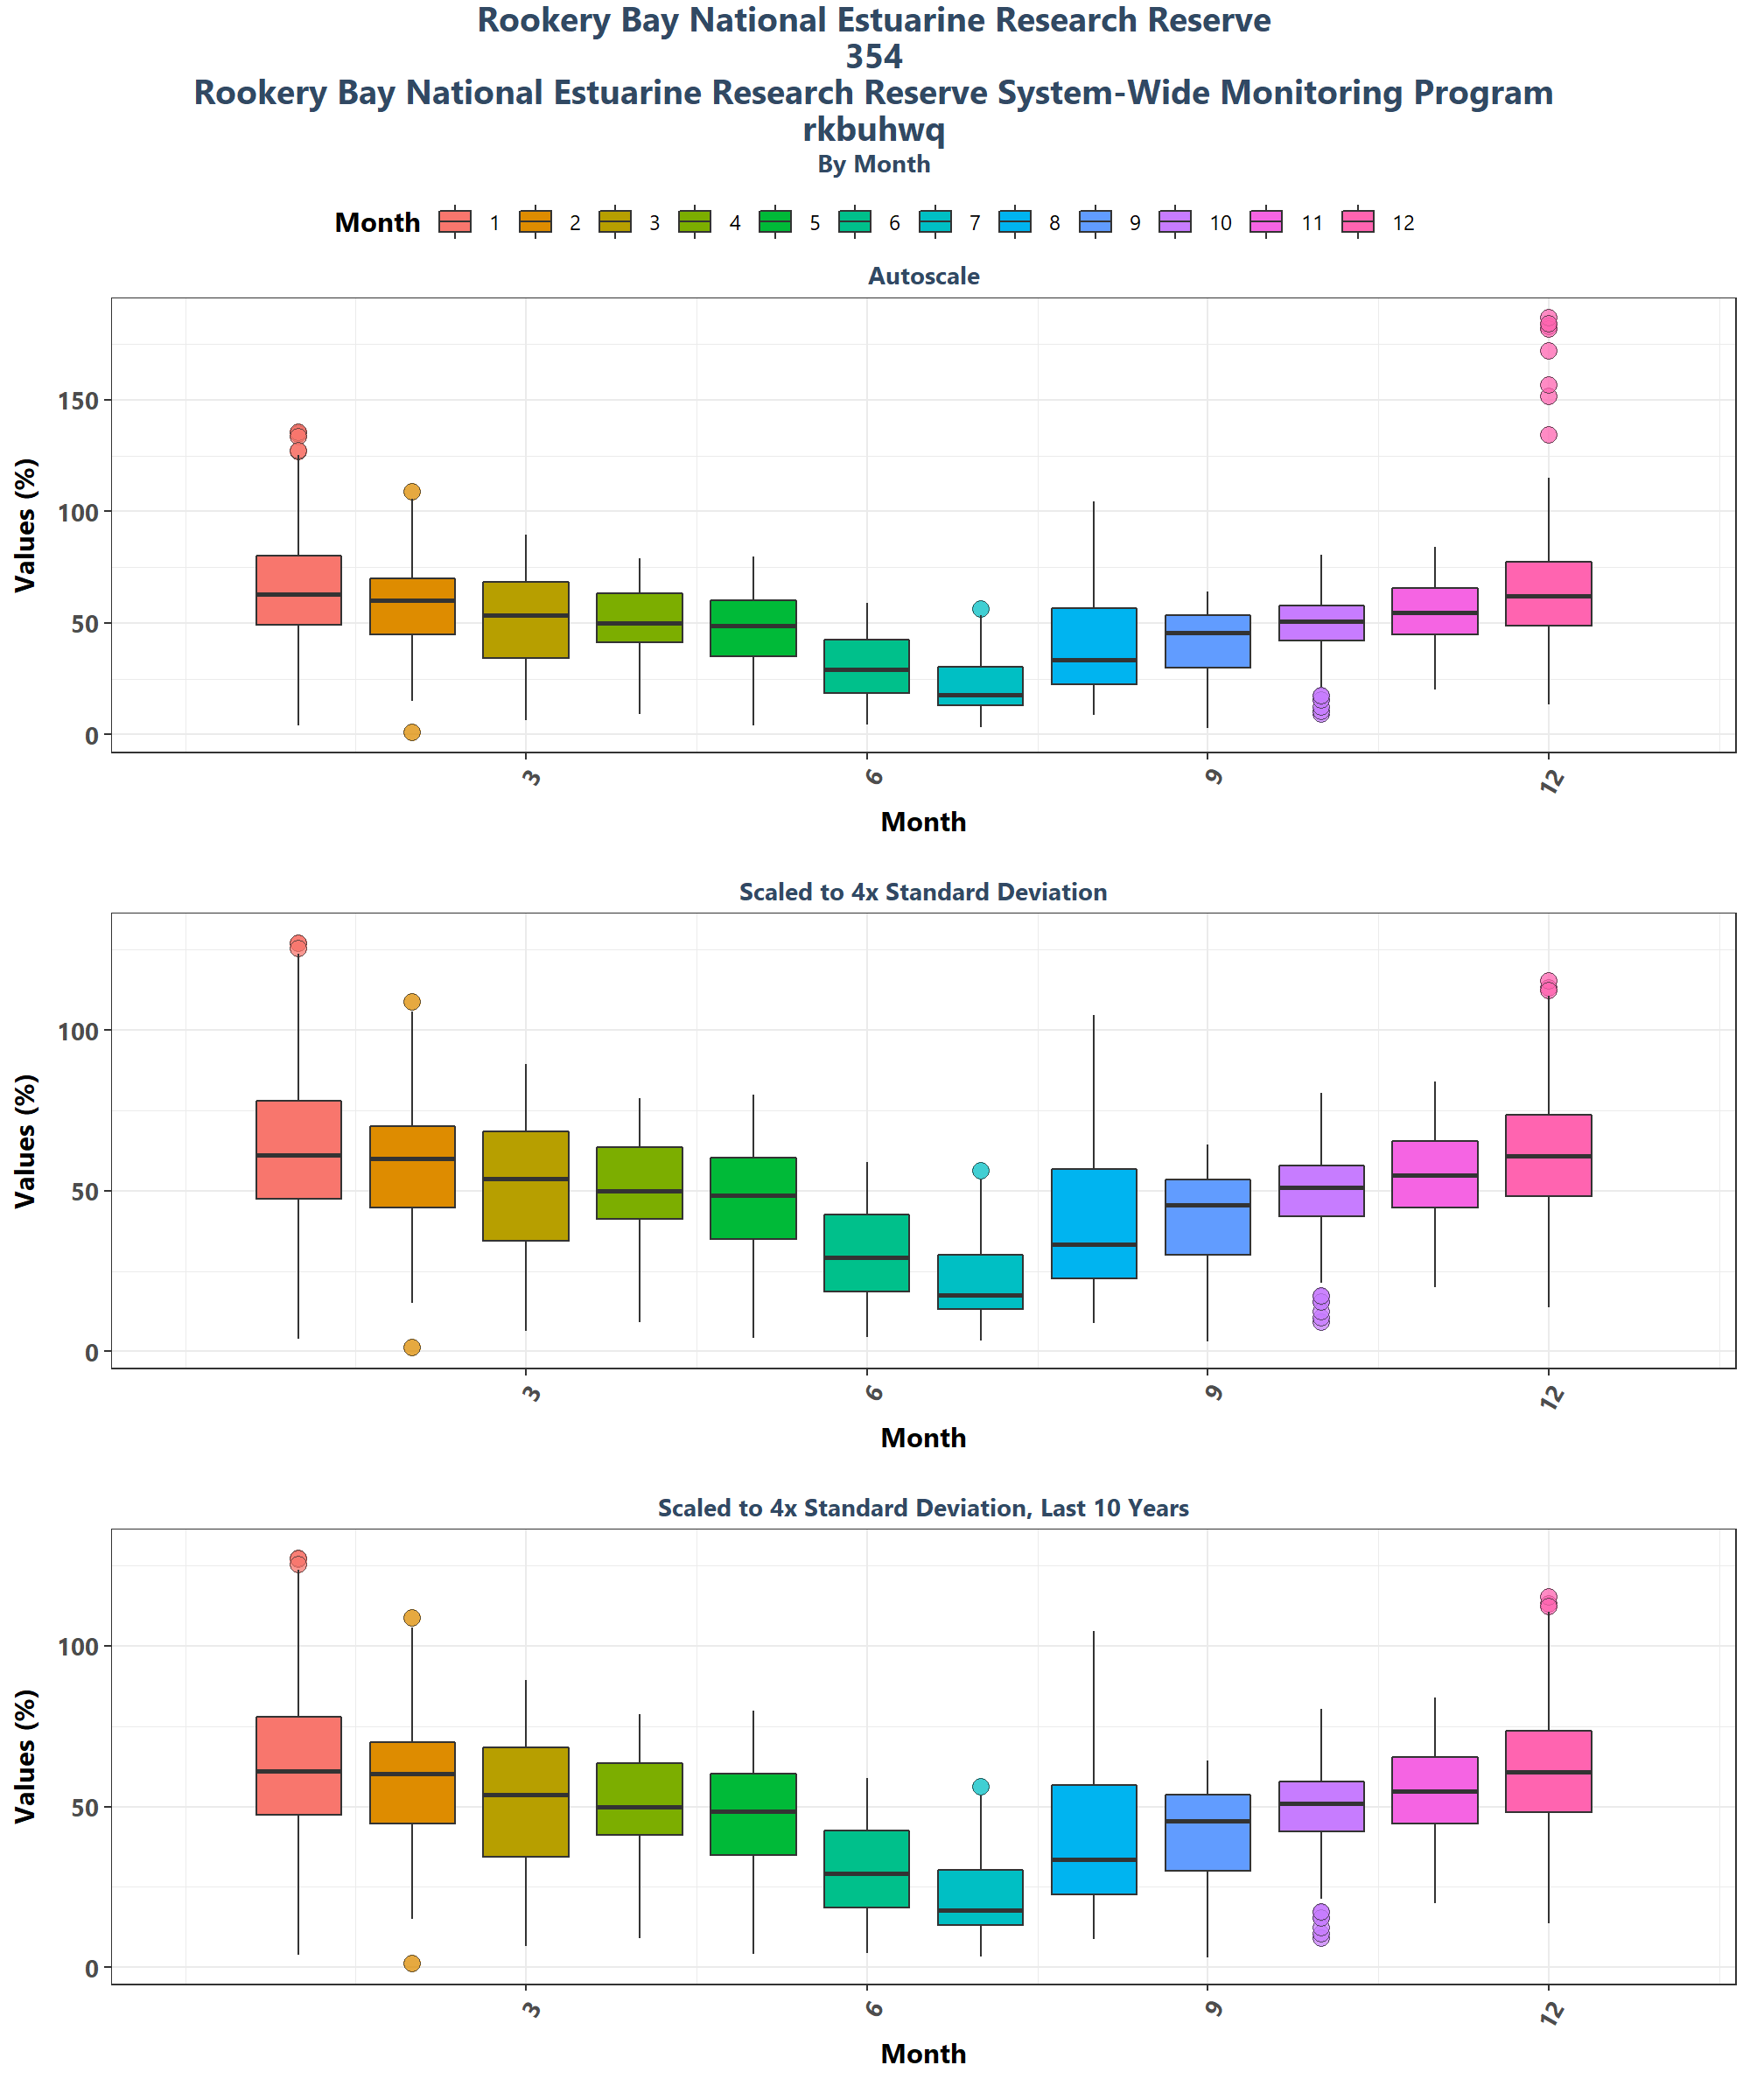 Rookery Bay National Estuarine Research Reserve
354
Rookery Bay National Estuarine Research Reserve System-Wide Monitoring Program
rkbuhwq
By Month
Month 1 2 3 4 5 6 7 8 9 10 11 12
Autoscale
Values (%)
150
100
50
0
3 6 9 12
Month
Scaled to 4x Standard Deviation
Values (%)
100
50
0
3 6 9 12
Month
Scaled to 4x Standard Deviation, Last 10 Years
Values (%)
100
50
0
3 6 9 12
Month